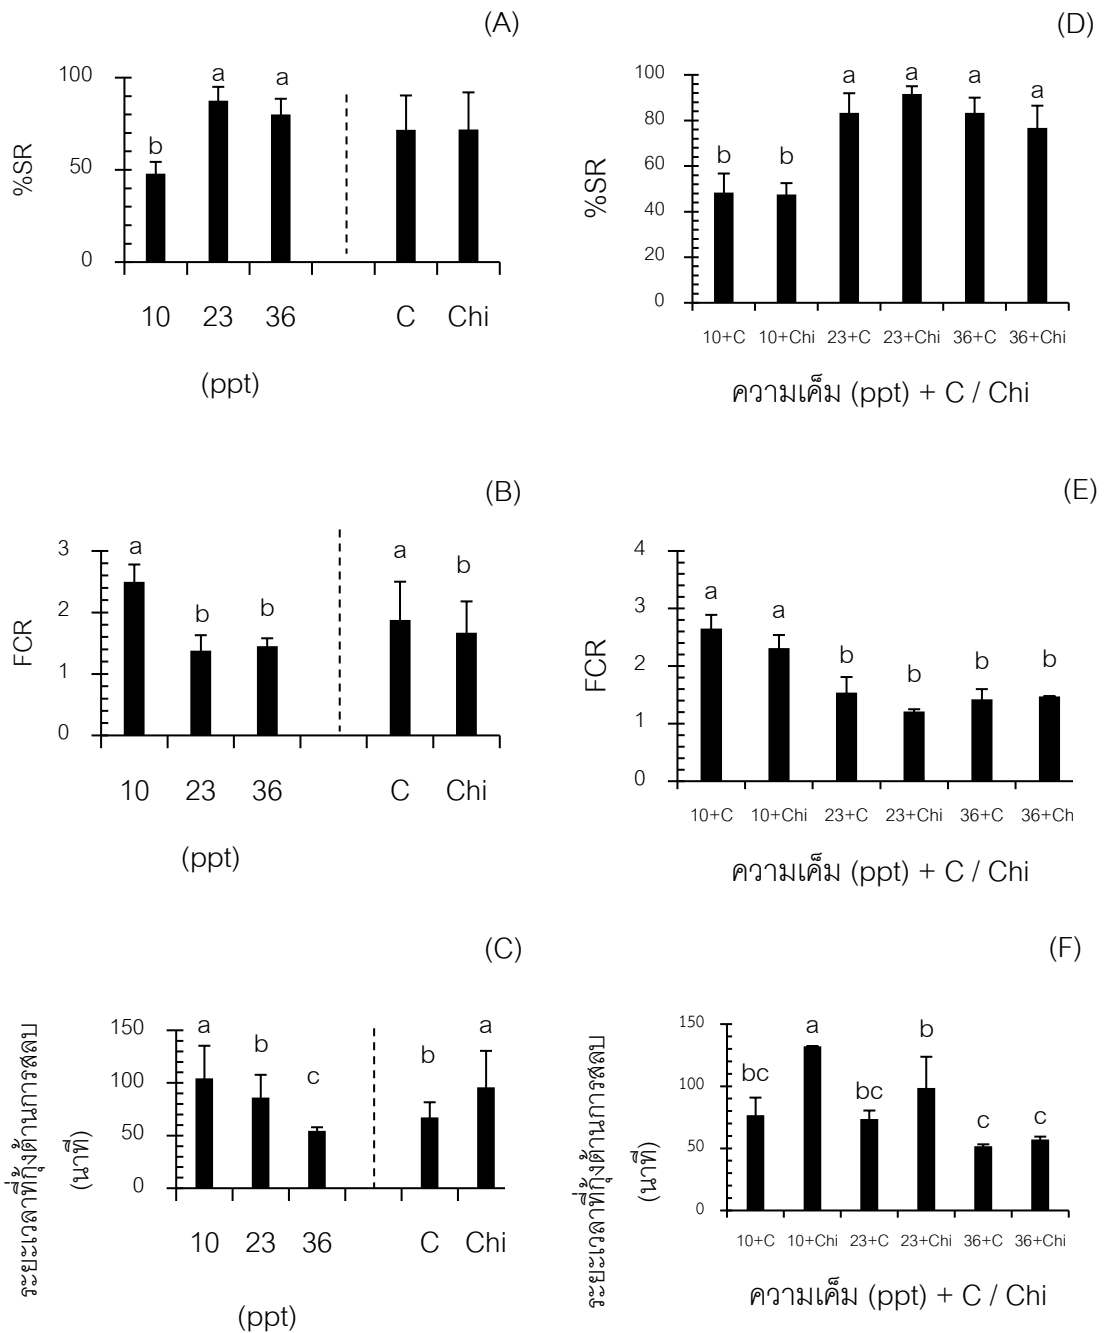 (A)
100
50
0
%SR
b a a
10 23 36 C Chi
(ppt)
(D)
100
80
60
40
20
0
%SR
b b a a a a
10+C 10+Chi 23+C 23+Chi 36+C 36+Chi
ความเค็ม (ppt) + C / Chi
(B)
3
2
1
0
FCR
a b b a b
10 23 36 C Chi
(ppt)
(E)
4
3
2
1
0
FCR
a a b b b b
10+C 10+Chi 23+C 23+Chi 36+C 36+Ch
ความเค็ม (ppt) + C / Chi
(C)
150
100
50
0
ระยะเวลาที่กุ้งต้านการสลบ
(นาที)
a b c b a
10 23 36 C Chi
(ppt)
(F)
150
100
50
0
ระยะเวลาที่กุ้งต้านการสลบ
(นาที)
bc a bc b c c
10+C 10+Chi 23+C 23+Chi 36+C 36+Chi
ความเค็ม (ppt) + C / Chi